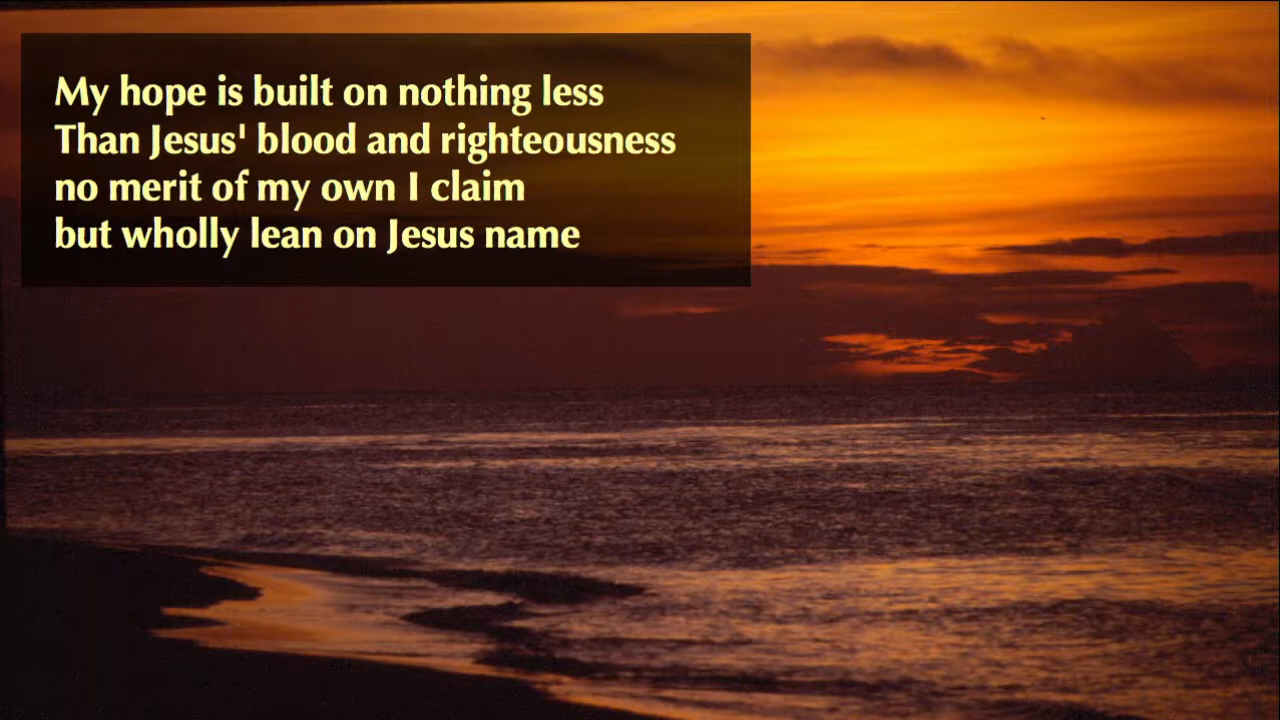 My hope is built on nothing less
Than Jesus' blood and righteousness
no merit of my own I claim
but wholly lean on Jesus name